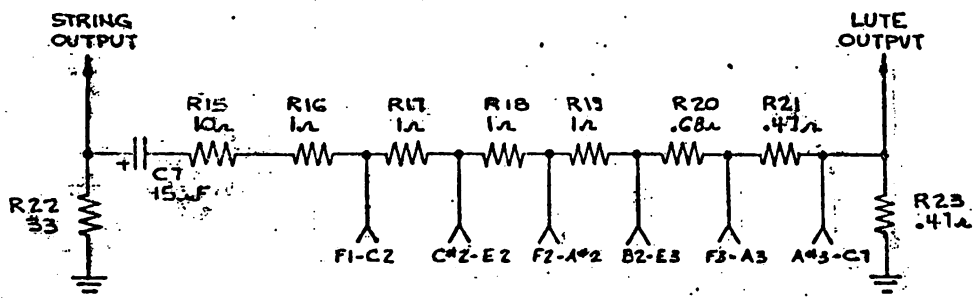 STRING
OUTPUT
LUTE
OUTPUT
R15
10Ω
R16
1Ω
R17
1Ω
R18
1Ω
R19
1Ω
R20
.68Ω
R21
.47Ω
+
C7
15µF
R22
33
R23
.47Ω
F1-C2
C#2-E2
F2-A#2
B2-E3
F3-A3
A#3-C7